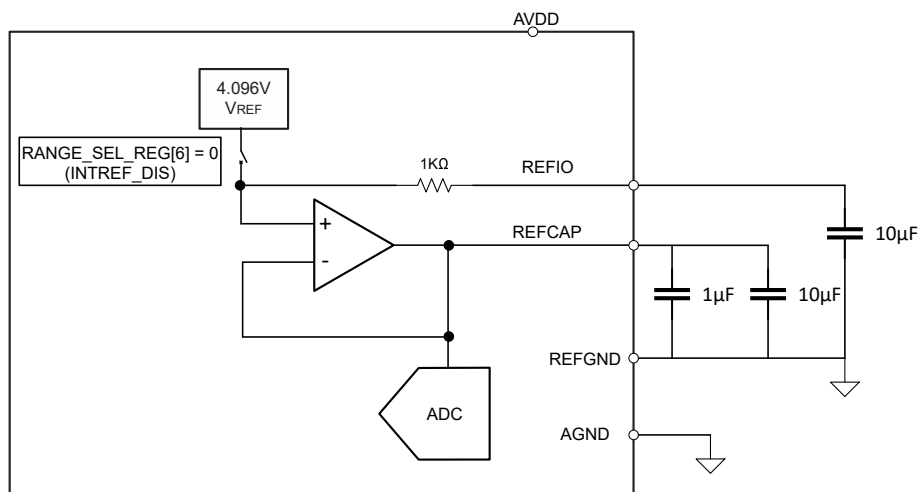 AVDD
4.096V
VREF
RANGE_SEL_REG[6] = 0
(INTREF_DIS)
1KΩ
REFIO
+
-
REFCAP
10µF
1µF
10µF
REFGND
ADC
AGND